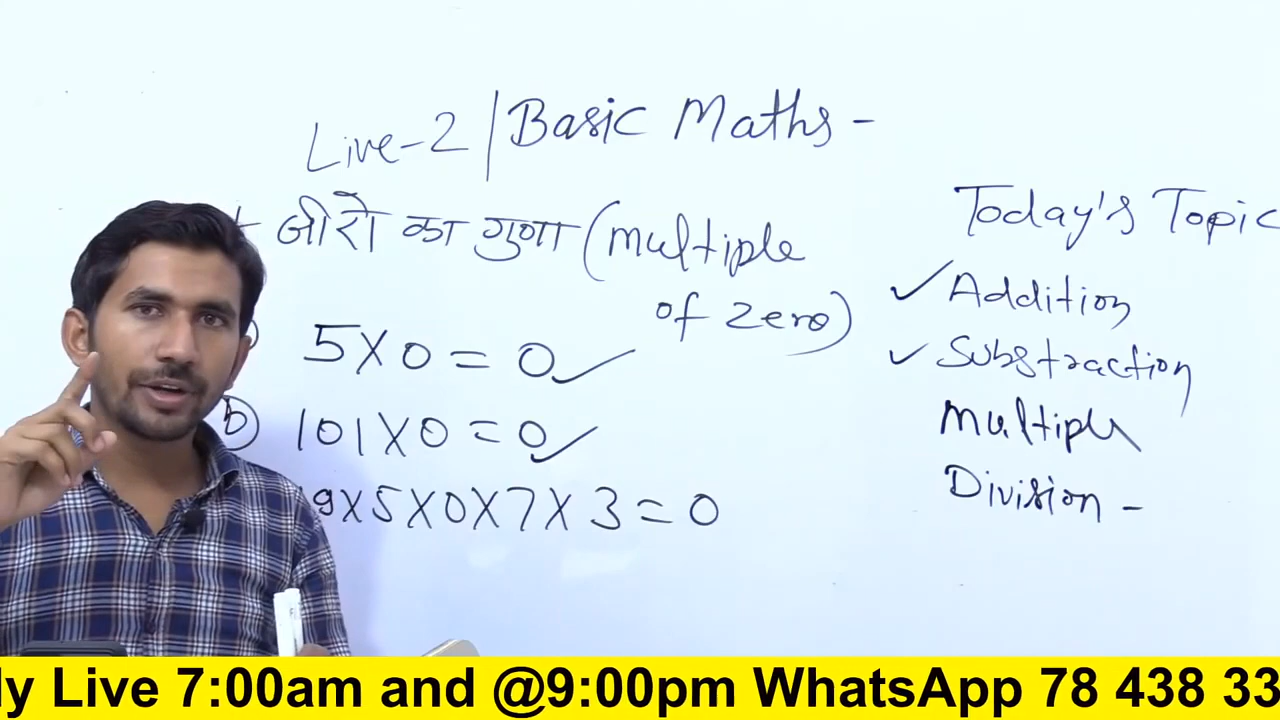 Live-2 | Basic Maths -
जीरो का गुणा (multiple
of zero)
5 X 0 = 0 ✓
b) 101 X 0 = 0 ✓
19 X 5 X 0 X 7 X 3 = 0
Today's Topic
✓ Addition
✓ Substraction
Multiple
Division -
ly Live 7:00am and @9:00pm WhatsApp 78 438 33